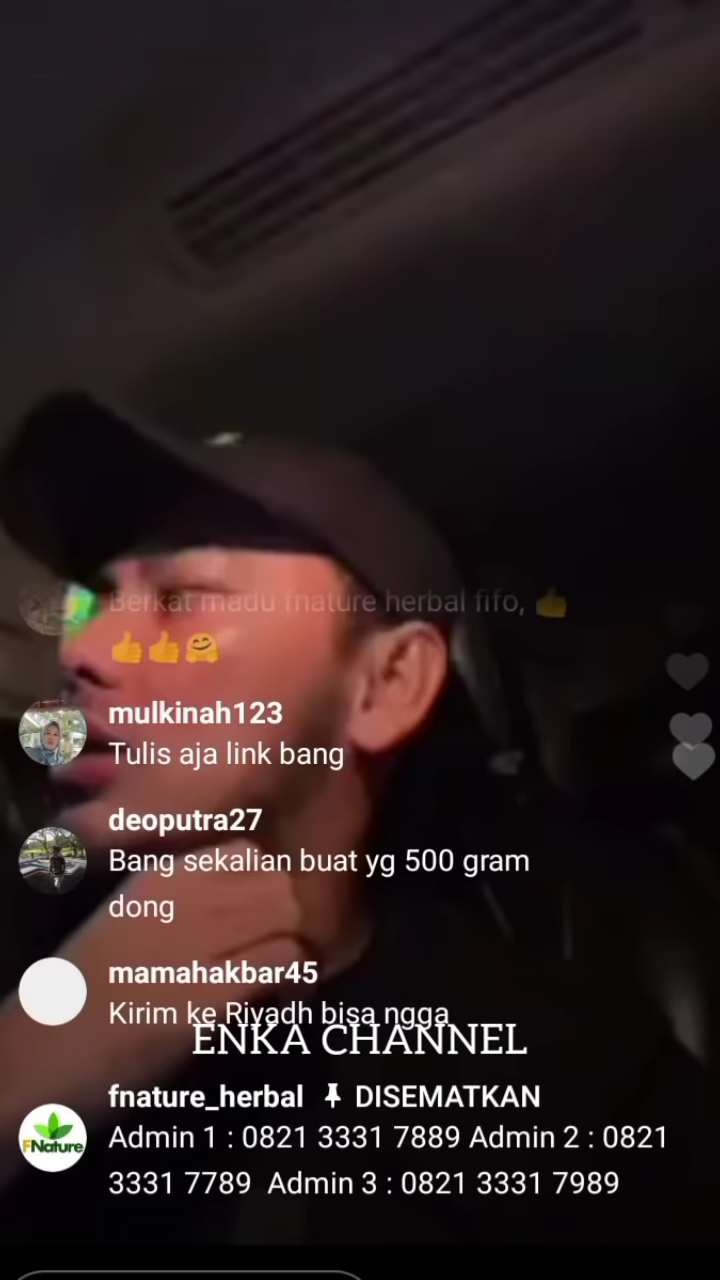 Berkat madu fnature herbal fifo, 👍
👍👍🤗
mulkinah123
Tulis aja link bang
deoputra27
Bang sekalian buat yg 500 gram
dong
mamahakbar45
Kirim ke Riyadh bisa ngga
ENKA CHANNEL
fnature_herbal 📌 DISEMATKAN
FNature
Admin 1 : 0821 3331 7889 Admin 2 : 0821
3331 7789 Admin 3 : 0821 3331 7989